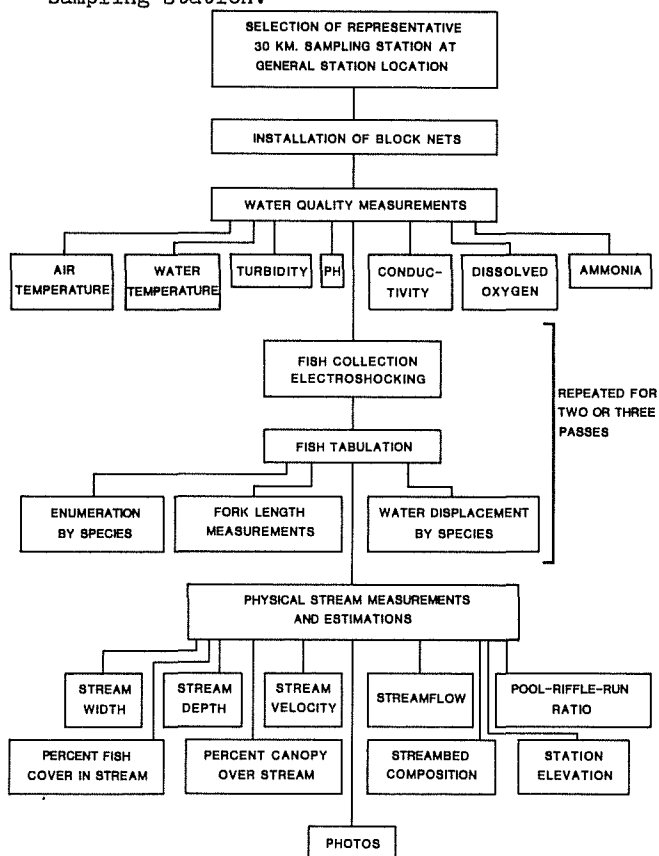 sampling station.
SELECTION OF REPRESENTATIVE
30 KM. SAMPLING STATION AT
GENERAL STATION LOCATION
INSTALLATION OF BLOCK NETS
WATER QUALITY MEASUREMENTS
AIR
TEMPERATURE
WATER
TEMPERATURE
TURBIDITY
PH
CONDUC-
TIVITY
DISSOLVED
OXYGEN
AMMONIA
FISH COLLECTION
ELECTROSHOCKING
REPEATED FOR
TWO OR THREE
PASSES
FISH TABULATION
ENUMERATION
BY SPECIES
FORK LENGTH
MEASUREMENTS
WATER DISPLACEMENT
BY SPECIES
PHYSICAL STREAM MEASUREMENTS
AND ESTIMATIONS
STREAM
WIDTH
STREAM
DEPTH
STREAM
VELOCITY
STREAMFLOW
POOL-RIFFLE-RUN
RATIO
PERCENT FISH
COVER IN STREAM
PERCENT CANOPY
OVER STREAM
STREAMBED
COMPOSITION
STATION
ELEVATION
PHOTOS